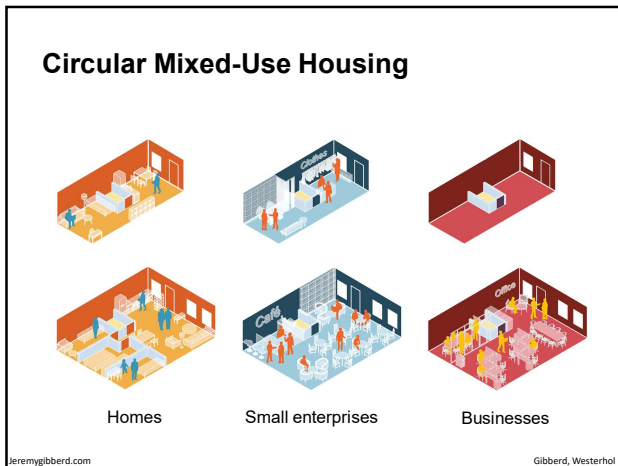 Circular Mixed-Use Housing
Clothes
Café
Office
Homes
Small enterprises
Businesses
Jeremygibberd.com
Gibberd, Westerhol